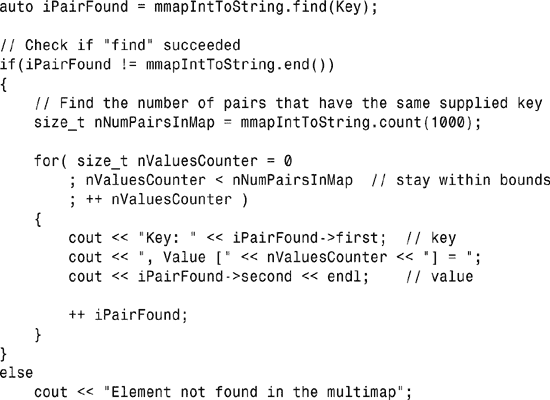 auto iPairFound = mmapIntToString.find(Key);

// Check if "find" succeeded
if(iPairFound != mmapIntToString.end())
{
    // Find the number of pairs that have the same supplied key
    size_t nNumPairsInMap = mmapIntToString.count(1000);

    for( size_t nValuesCounter = 0
        ; nValuesCounter < nNumPairsInMap  // stay within bounds
        ; ++ nValuesCounter )
    {
        cout << "Key: " << iPairFound->first;  // key
        cout << ", Value [" << nValuesCounter << "] = ";
        cout << iPairFound->second << endl;    // value

        ++ iPairFound;
    }
}
else
    cout << "Element not found in the multimap";